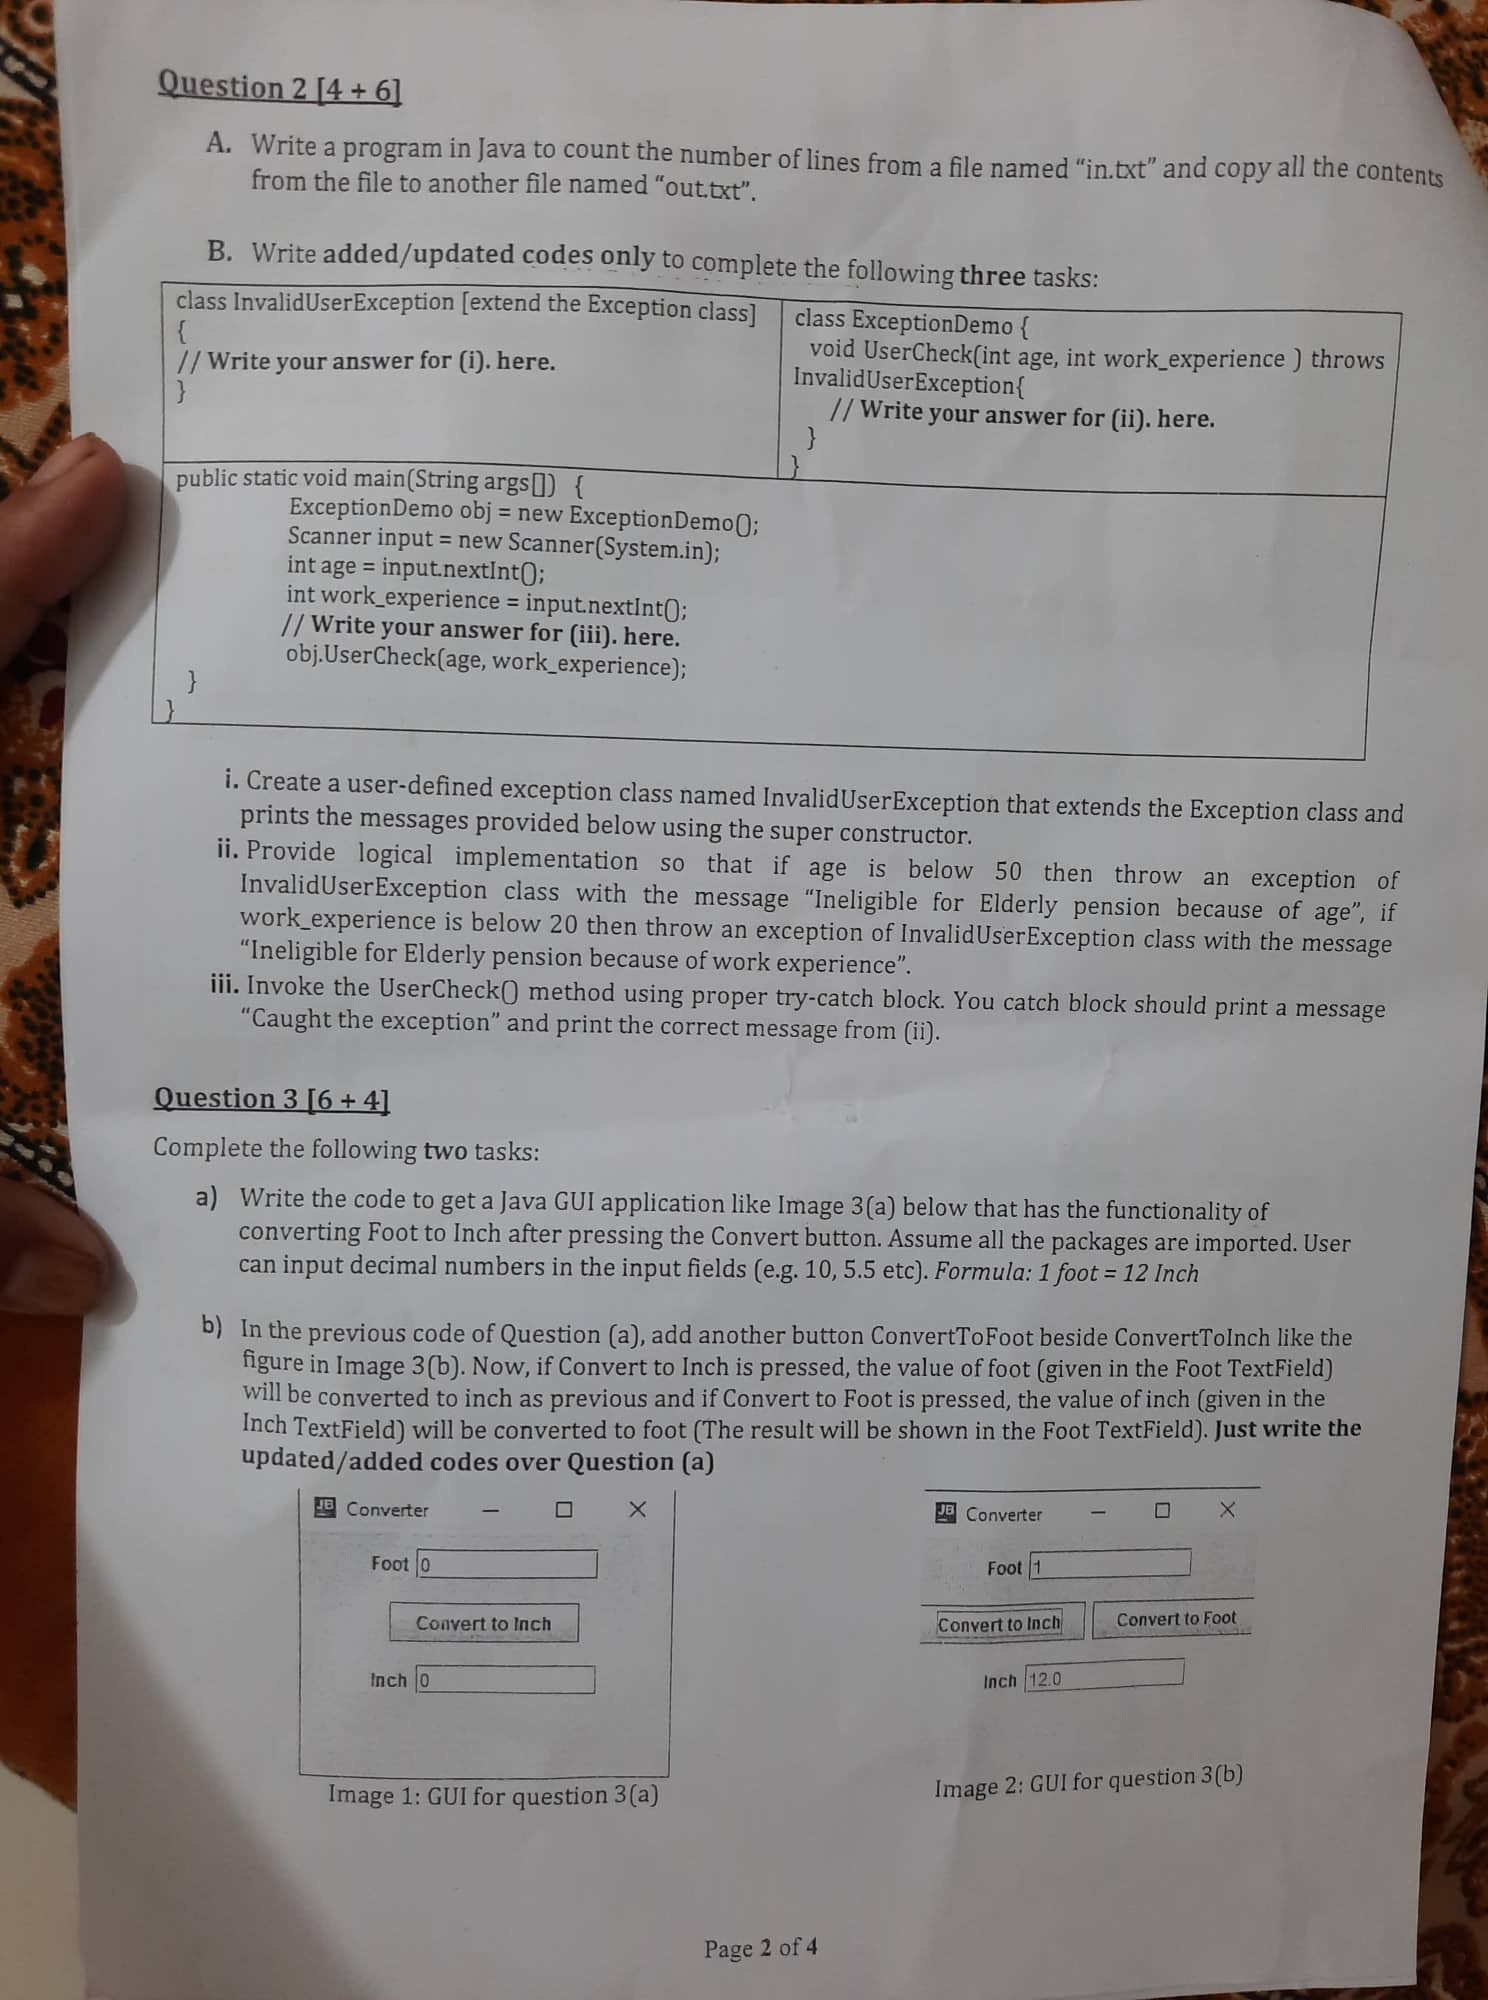 Question 2 [4 + 6]
A. Write a program in Java to count the number of lines from a file named “in.txt” and copy all the contents
from the file to another file named “out.txt”.
B. Write added/updated codes only to complete the following three tasks:
class InvalidUserException [extend the Exception class]
{
// Write your answer for (i). here.
}
class ExceptionDemo {
void UserCheck(int age, int work_experience ) throws
InvalidUserException{
// Write your answer for (ii). here.
}
}
public static void main(String args[]) {
ExceptionDemo obj = new ExceptionDemo();
Scanner input = new Scanner(System.in);
int age = input.nextInt();
int work_experience = input.nextInt();
// Write your answer for (iii). here.
obj.UserCheck(age, work_experience);
}
}
i. Create a user-defined exception class named InvalidUserException that extends the Exception class and
prints the messages provided below using the super constructor.
ii. Provide logical implementation so that if age is below 50 then throw an exception of
InvalidUserException class with the message “Ineligible for Elderly pension because of age”, if
work_experience is below 20 then throw an exception of InvalidUserException class with the message
“Ineligible for Elderly pension because of work experience”.
iii. Invoke the UserCheck() method using proper try-catch block. You catch block should print a message
“Caught the exception” and print the correct message from (ii).
Question 3 [6 + 4]
Complete the following two tasks:
a) Write the code to get a Java GUI application like Image 3(a) below that has the functionality of
converting Foot to Inch after pressing the Convert button. Assume all the packages are imported. User
can input decimal numbers in the input fields (e.g. 10, 5.5 etc). Formula: 1 foot = 12 Inch
b) In the previous code of Question (a), add another button ConvertToFoot beside ConvertToInch like the
figure in Image 3(b). Now, if Convert to Inch is pressed, the value of foot (given in the Foot TextField)
will be converted to inch as previous and if Convert to Foot is pressed, the value of inch (given in the
Inch TextField) will be converted to foot (The result will be shown in the Foot TextField). Just write the
updated/added codes over Question (a)
JB Converter
Foot 0
Convert to Inch
Inch 0
Image 1: GUI for question 3(a)
JB Converter
Foot 1
Convert to Inch Convert to Foot
Inch 12.0
Image 2: GUI for question 3(b)
Page 2 of 4